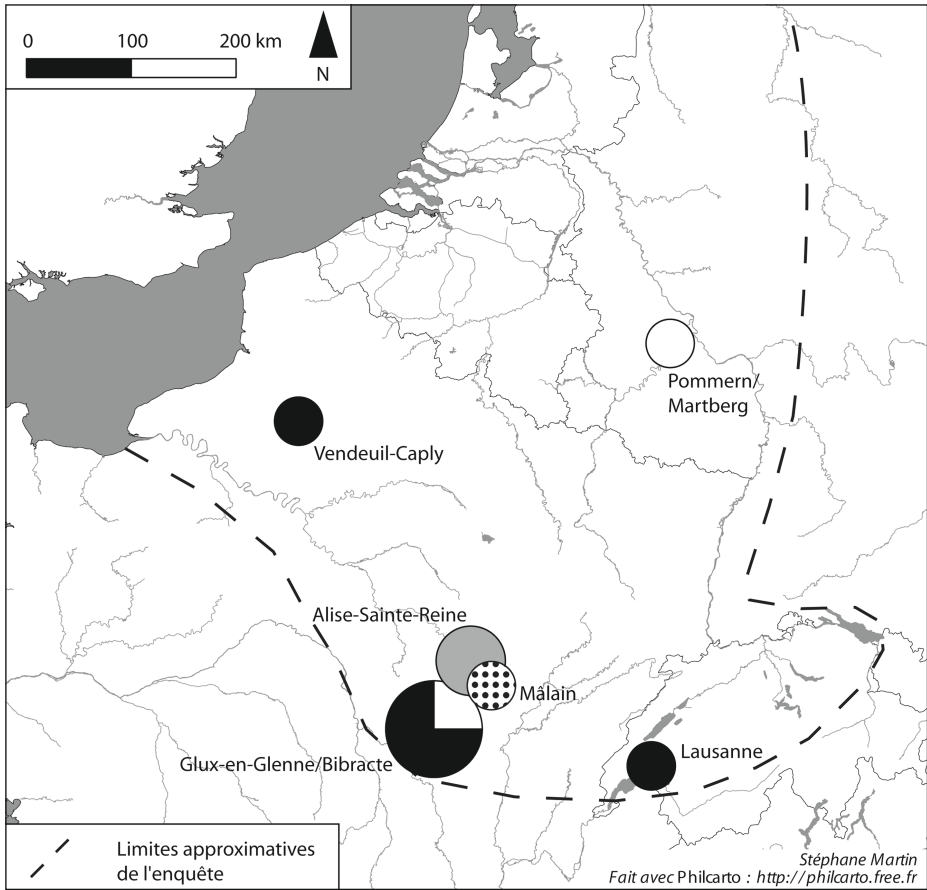 0 100 200 km
N
Pommern/
Martberg
Vendeuil-Caply
Alise-Sainte-Reine
Mâlain
Glux-en-Glenne/Bibracte
Lausanne
Limites approximatives
de l'enquête
Stéphane Martin
Fait avec Philcarto : http://philcarto.free.fr